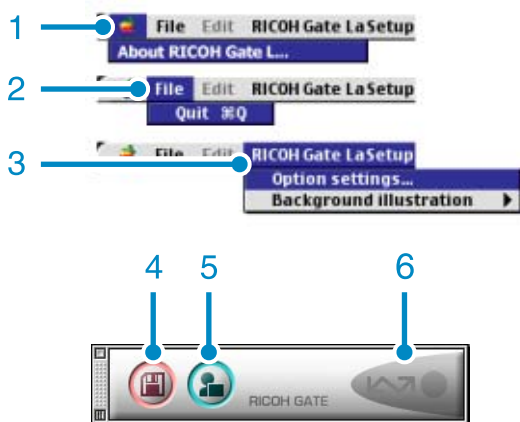 1 File Edit RICOH Gate LaSetup
About RICOH Gate L...
2 File Edit RICOH Gate LaSetup
Quit ⌘Q
3 File Edit RICOH Gate LaSetup
Option settings...
Background illustration
4 5 6
RICOH GATE